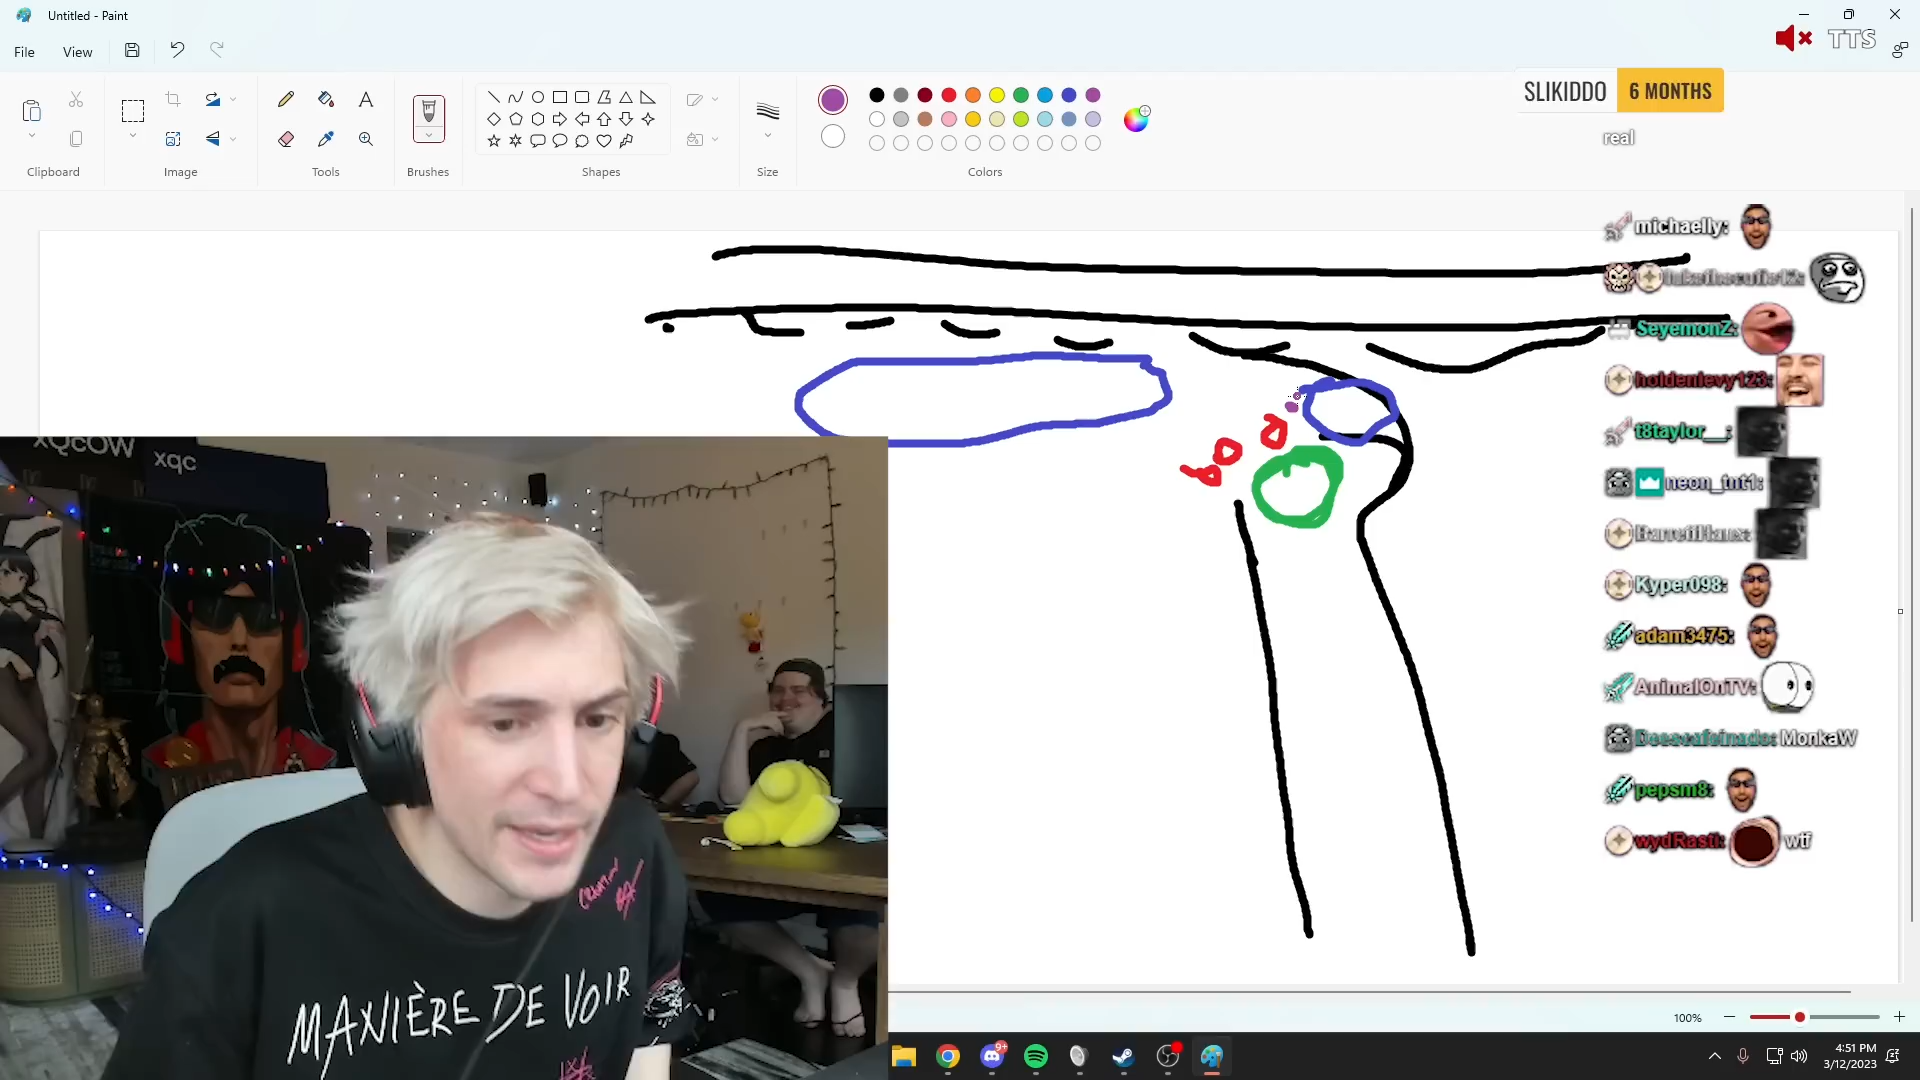 Untitled - Paint
File
View
TTS
SLIKIDDO 6 MONTHS
real
Clipboard
Image
Tools
Brushes
Shapes
Size
Colors
michaelly:
SeyemonZ:
holdenlevy123:
t8taylor__:
neon_tnt1:
Kyper098:
adam3475:
AnimalOnTV:
MonkaW
pepsm8:
wydRasti: wtf
xQcOW
xqc
MANIÈRE DE VOIR
100%
9+
4:51 PM
3/12/2023